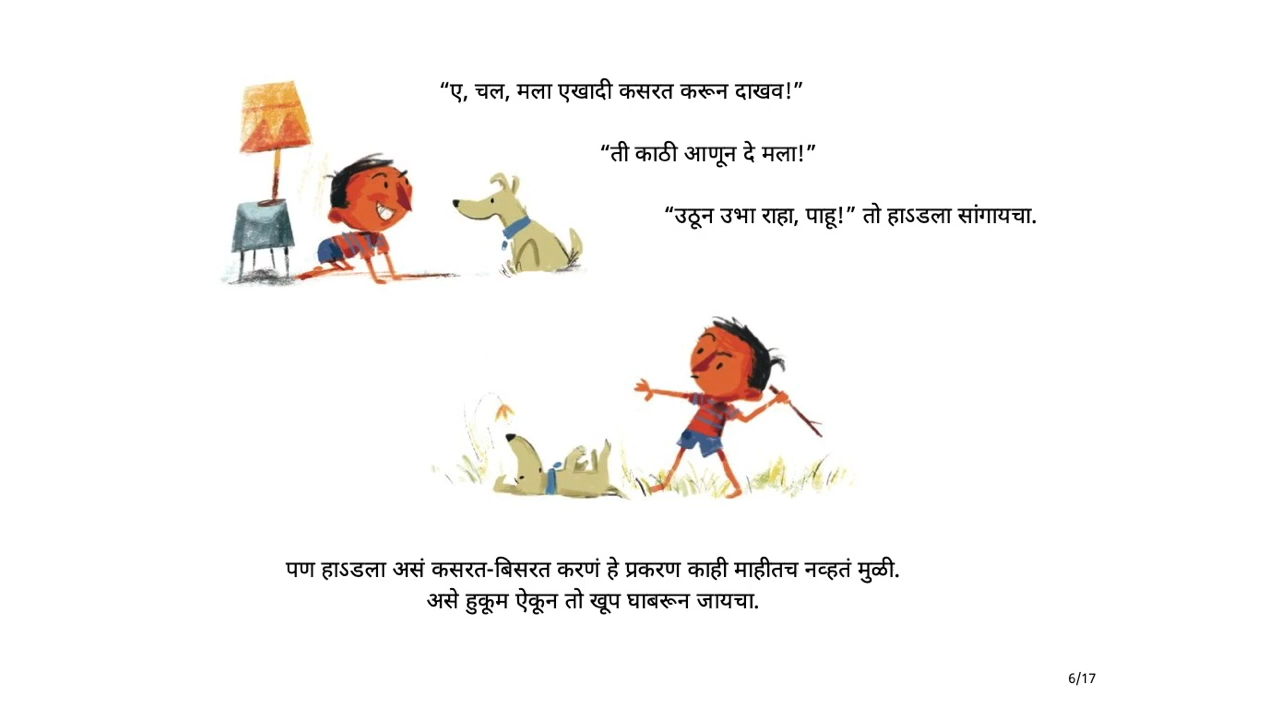 “ए, चल, मला एखादी कसरत करून दाखव!”
“ती काठी आणून दे मला!”
“उठून उभा राहा, पाहू!” तो हाऽडला सांगायचा.
पण हाऽडला असं कसरत-बिसरत करणं हे प्रकरण काही माहीतच नव्हतं मुळी.
असे हुकूम ऐकून तो खूप घाबरून जायचा.
6/17